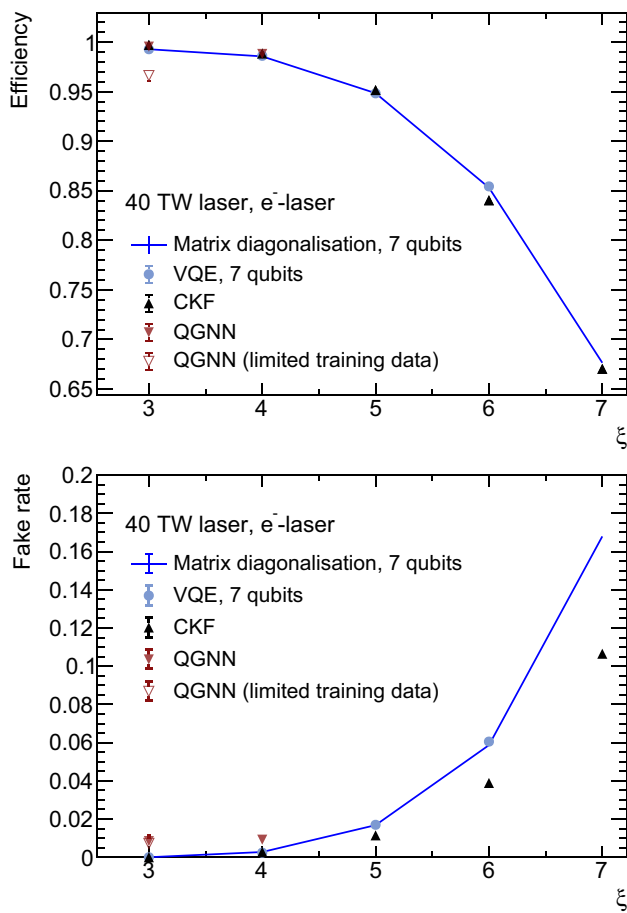 Efficiency
1
0.95
0.9
0.85
0.8
0.75
0.7
0.65
40 TW laser, e⁻-laser
Matrix diagonalisation, 7 qubits
VQE, 7 qubits
CKF
QGNN
QGNN (limited training data)
3 4 5 6 7
ξ
Fake rate
0.2
0.18
0.16
0.14
0.12
0.1
0.08
0.06
0.04
0.02
0
40 TW laser, e⁻-laser
Matrix diagonalisation, 7 qubits
VQE, 7 qubits
CKF
QGNN
QGNN (limited training data)
3 4 5 6 7
ξ